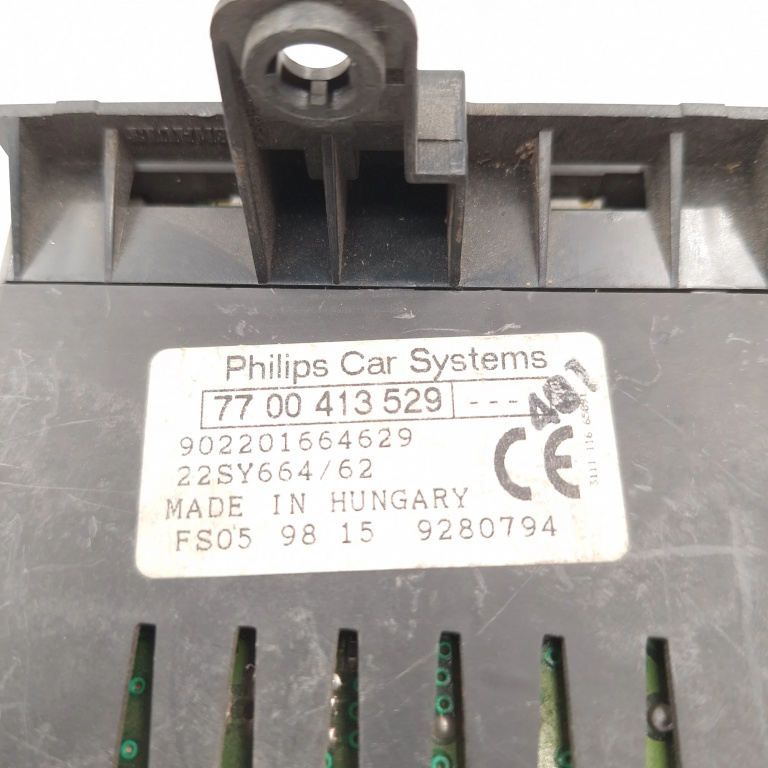 Philips Car Systems
77 00 413 529 ----
902201664629
22SY664/62
MADE IN HUNGARY
CE
FS05 98 15 9280794